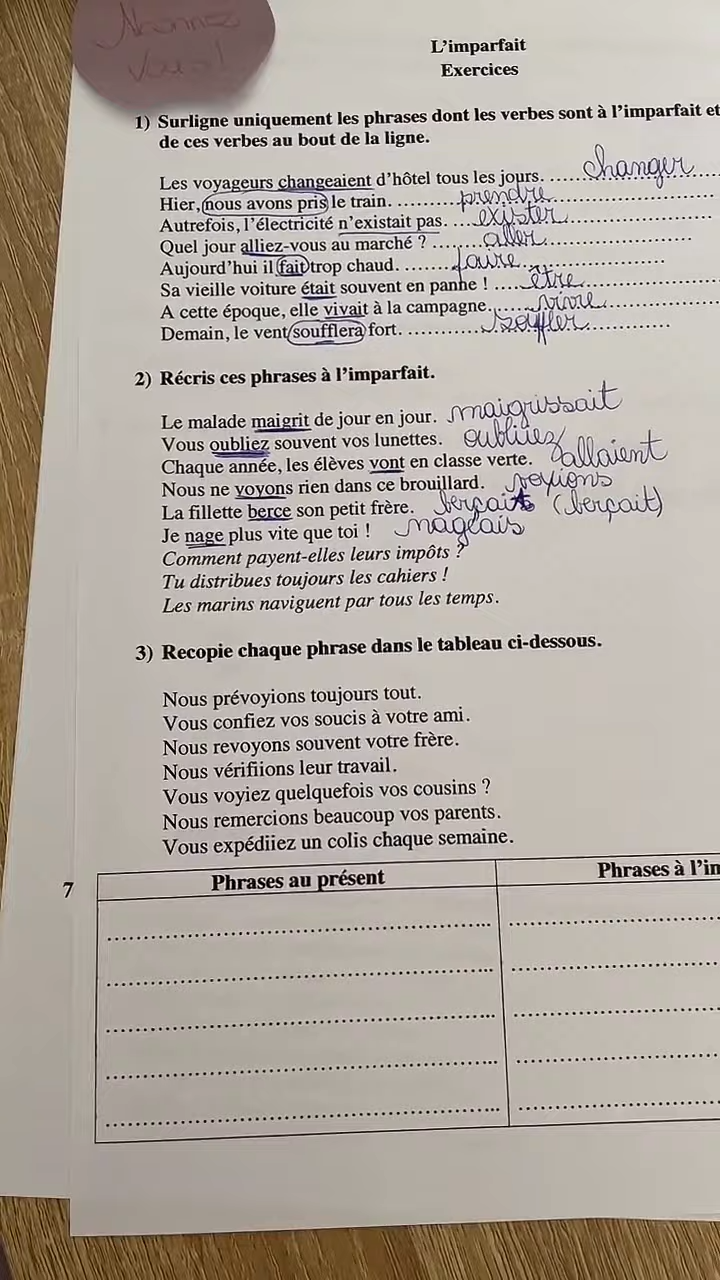 Abonnez
Vous!
L'imparfait
Exercices
1) Surligne uniquement les phrases dont les verbes sont à l'imparfait et
de ces verbes au bout de la ligne.
Les voyageurs changeaient d'hôtel tous les jours. changer
Hier, nous avons pris le train. prendre
Autrefois, l'électricité n'existait pas. exister
Quel jour alliez-vous au marché ? aller
Aujourd'hui il fait trop chaud. faire
Sa vieille voiture était souvent en panne ! être
A cette époque, elle vivait à la campagne. vivre
Demain, le vent soufflera fort. souffler
2) Récris ces phrases à l'imparfait.
Le malade maigrit de jour en jour. maigrissait
Vous oubliez souvent vos lunettes. oubliiez
Chaque année, les élèves vont en classe verte. allaient
Nous ne voyons rien dans ce brouillard. voyions
La fillette berce son petit frère. berçait (berçait)
Je nage plus vite que toi ! nageais
Comment payent-elles leurs impôts ?
Tu distribues toujours les cahiers !
Les marins naviguent par tous les temps.
3) Recopie chaque phrase dans le tableau ci-dessous.
Nous prévoyions toujours tout.
Vous confiez vos soucis à votre ami.
Nous revoyons souvent votre frère.
Nous vérifiions leur travail.
Vous voyiez quelquefois vos cousins ?
Nous remercions beaucoup vos parents.
Vous expédiiez un colis chaque semaine.
7
Phrases au présent Phrases à l'im